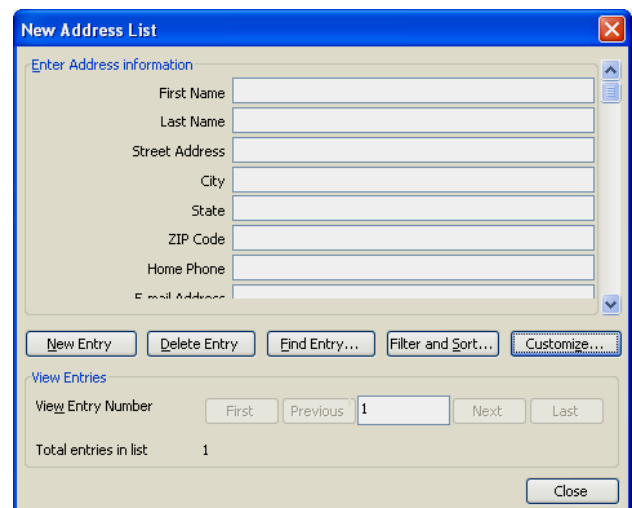 New Address List
Enter Address information
First Name
Last Name
Street Address
City
State
ZIP Code
Home Phone
E-mail Address
New Entry Delete Entry Find Entry... Filter and Sort... Customize...
View Entries
View Entry Number First Previous 1 Next Last
Total entries in list 1
Close